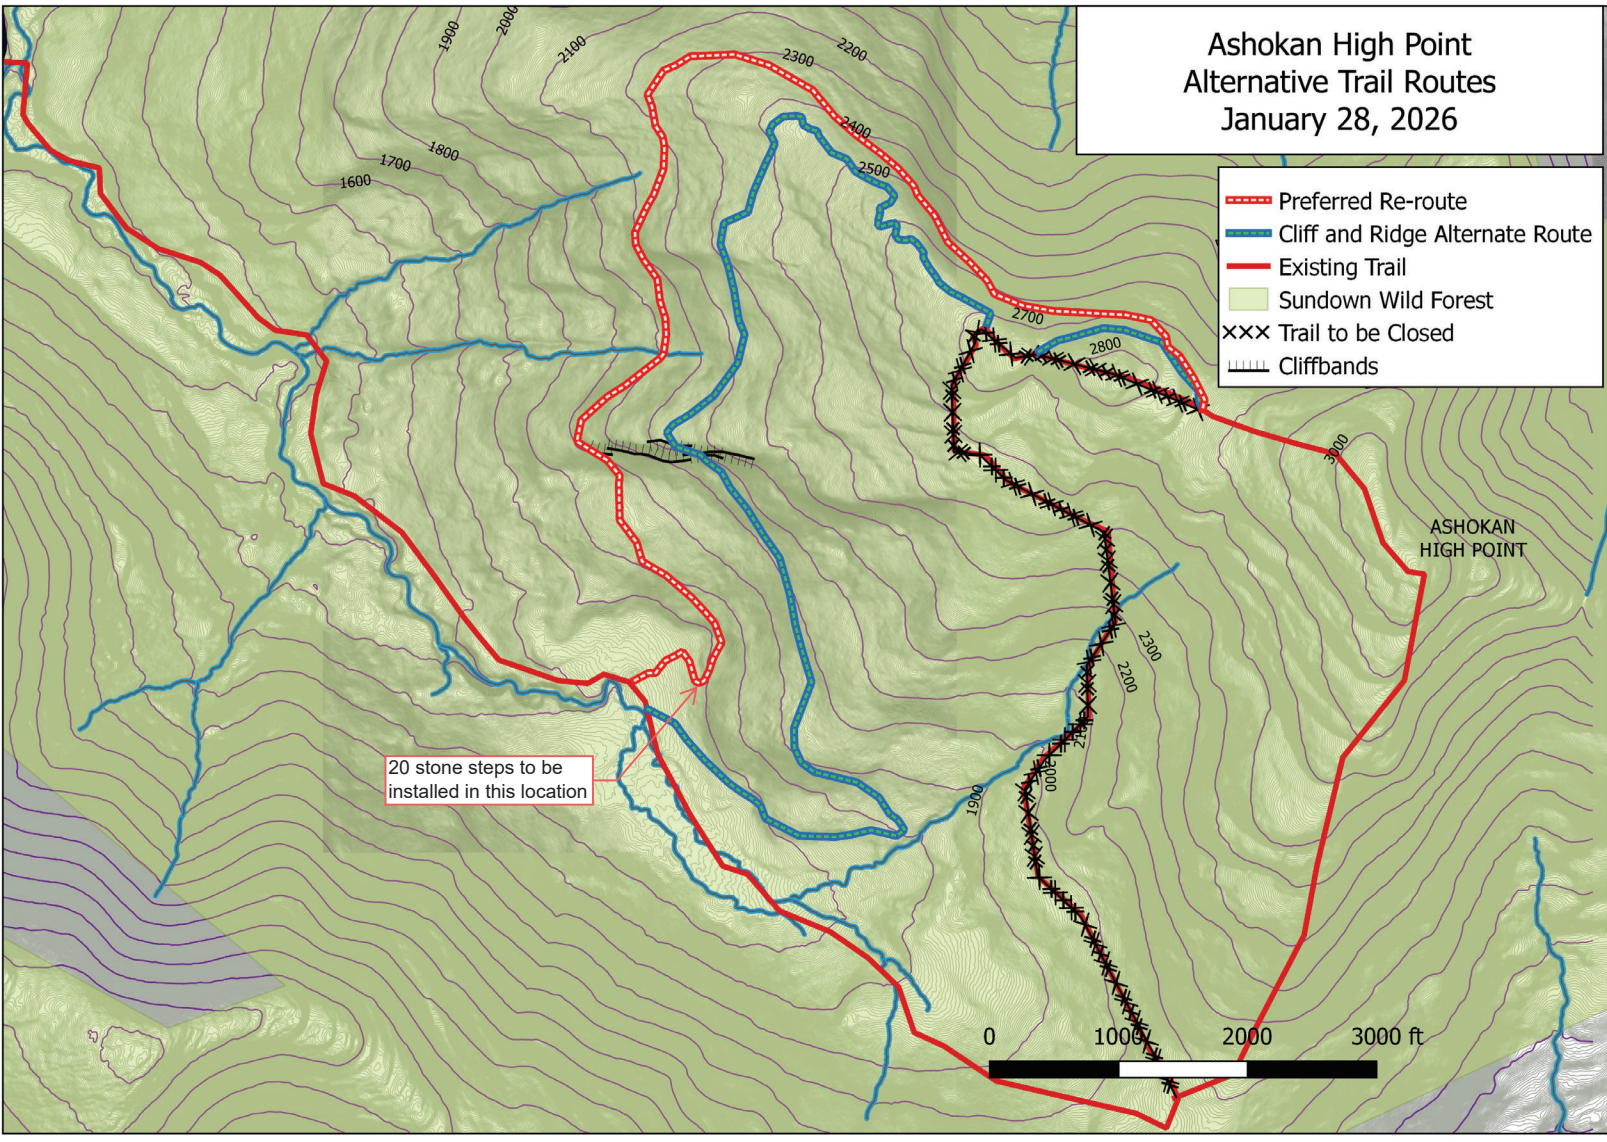 Ashokan High Point
Alternative Trail Routes
January 28, 2026
Preferred Re-route
Cliff and Ridge Alternate Route
Existing Trail
Sundown Wild Forest
Trail to be Closed
Cliffbands
1900
2000
2100
2200
2300
2400
2500
1800
1700
1600
2700
2800
3000
ASHOKAN
HIGH POINT
2300
2200
2100
2000
1900
20 stone steps to be
installed in this location
0 1000 2000 3000 ft